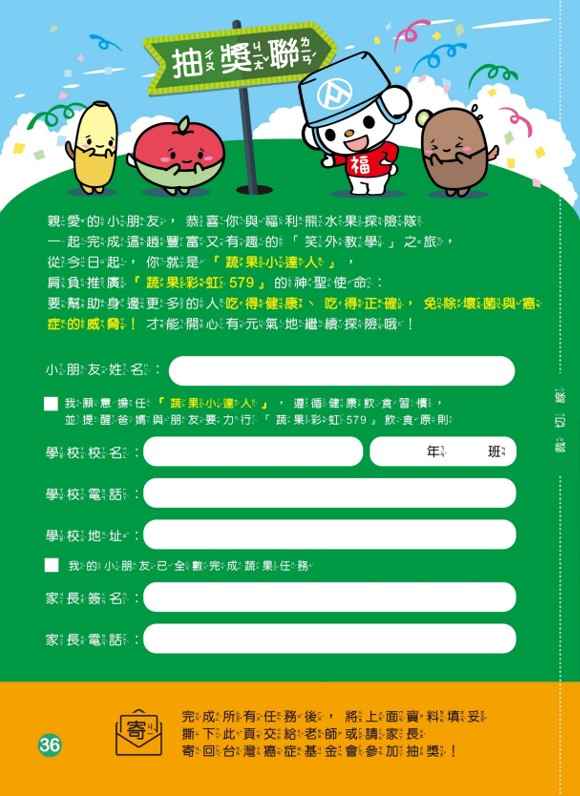 抽獎聯
福
親愛的小朋友，恭喜你與福利熊水果探險隊
一起完成這趟豐富又有趣的「笑外教學」之旅，
從今日起，你就是『蔬果小達人』，
肩負推廣『蔬果彩虹579』的神聖使命：
要幫助身邊更多的人吃得健康、吃得正確，免除壞菌與癌
症的威脅！才能開心有元氣地繼續探險哦！
小朋友姓名：
我願意擔任『蔬果小達人』，遵循健康飲食習慣，
並提醒爸媽與朋友要力行『蔬果彩虹579』飲食原則
學校校名：　年　班
學校電話：
學校地址：
我的小朋友已全數完成蔬果任務
家長簽名：
家長電話：
裁切線
寄
完成所有任務後，將上面資料填妥
撕下此頁交給老師或請家長
寄回台灣癌症基金會參加抽獎！
36